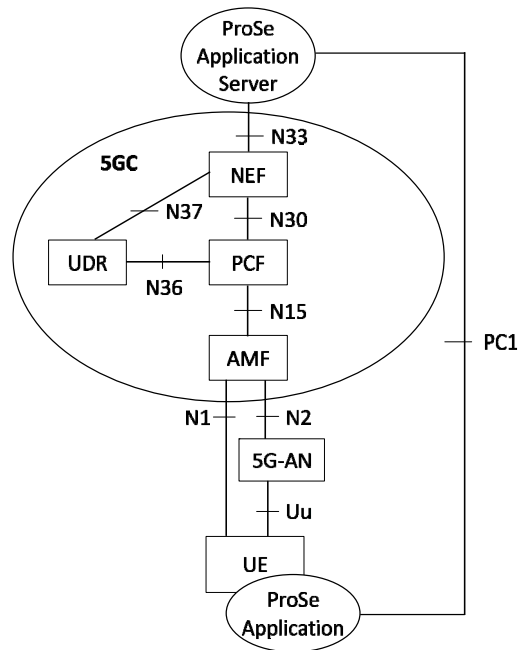 ProSe
Application
Server
N33
5GC
NEF
N37
N30
UDR
PCF
N36
N15
PC1
AMF
N1
N2
5G-AN
Uu
UE
ProSe
Application